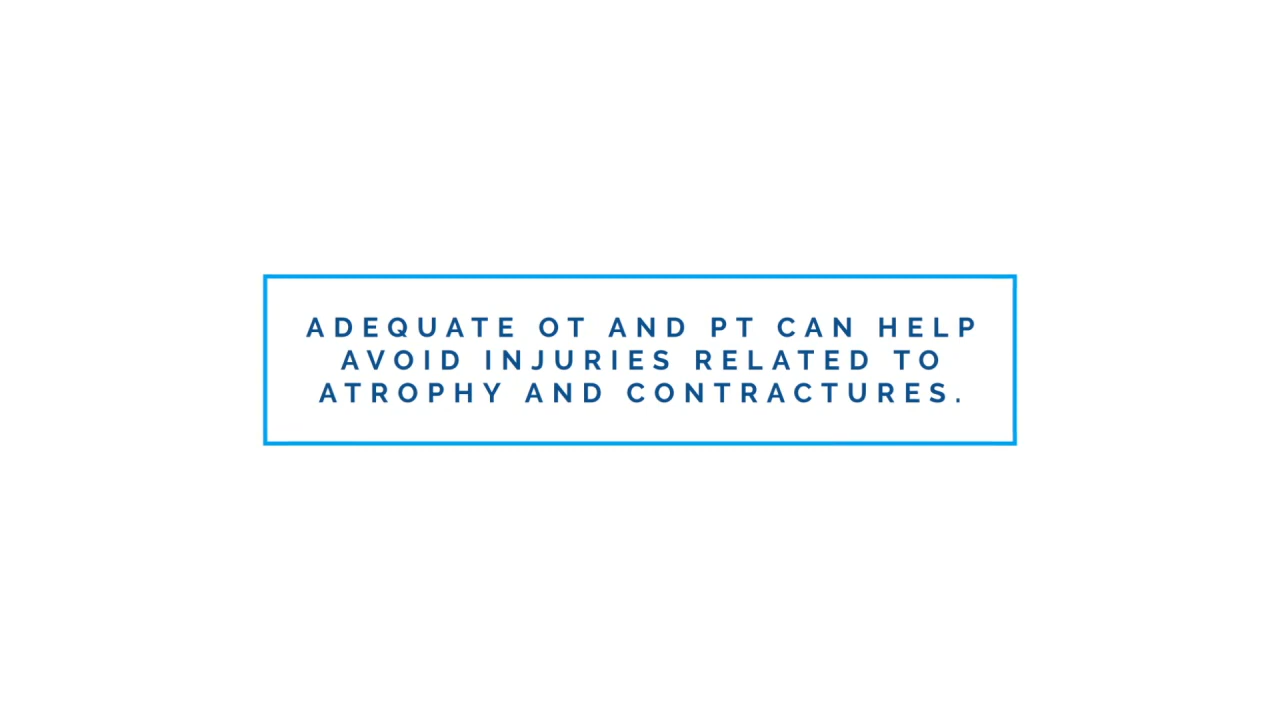 ADEQUATE OT AND PT CAN HELP
AVOID INJURIES RELATED TO
ATROPHY AND CONTRACTURES.